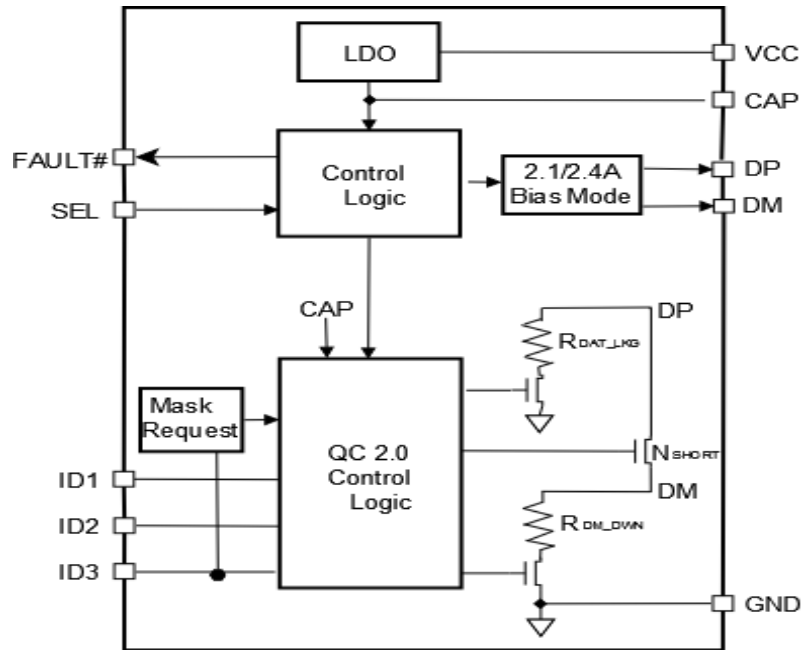 LDO
VCC
CAP
FAULT#
SEL
Control
Logic
2.1/2.4A
Bias Mode
DP
DM
CAP
DP
RDAT_LKG
Mask
Request
QC 2.0
Control
Logic
NSHORT
DM
RDM_DWN
ID1
ID2
ID3
GND